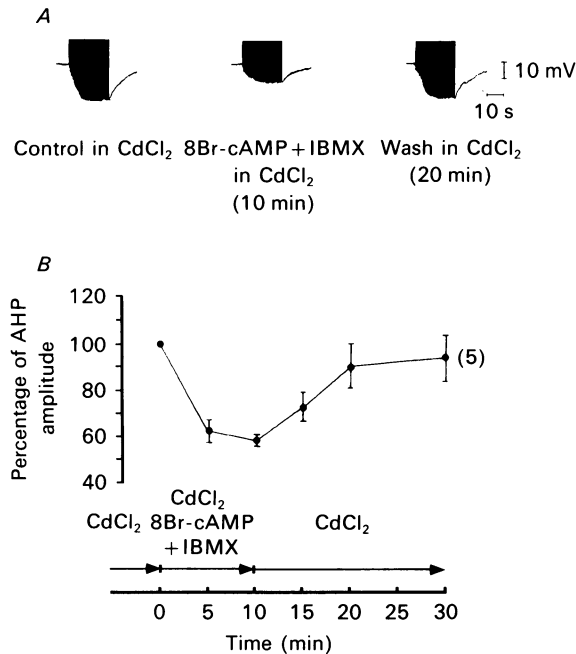 A
10 mV
10 s
Control in CdCl₂ 8Br-cAMP + IBMX Wash in CdCl₂
in CdCl₂ (20 min)
(10 min)
B
Percentage of AHP
amplitude
120
100
80
60
40
(5)
CdCl₂
CdCl₂ 8Br-cAMP CdCl₂
+ IBMX
0 5 10 15 20 25 30
Time (min)